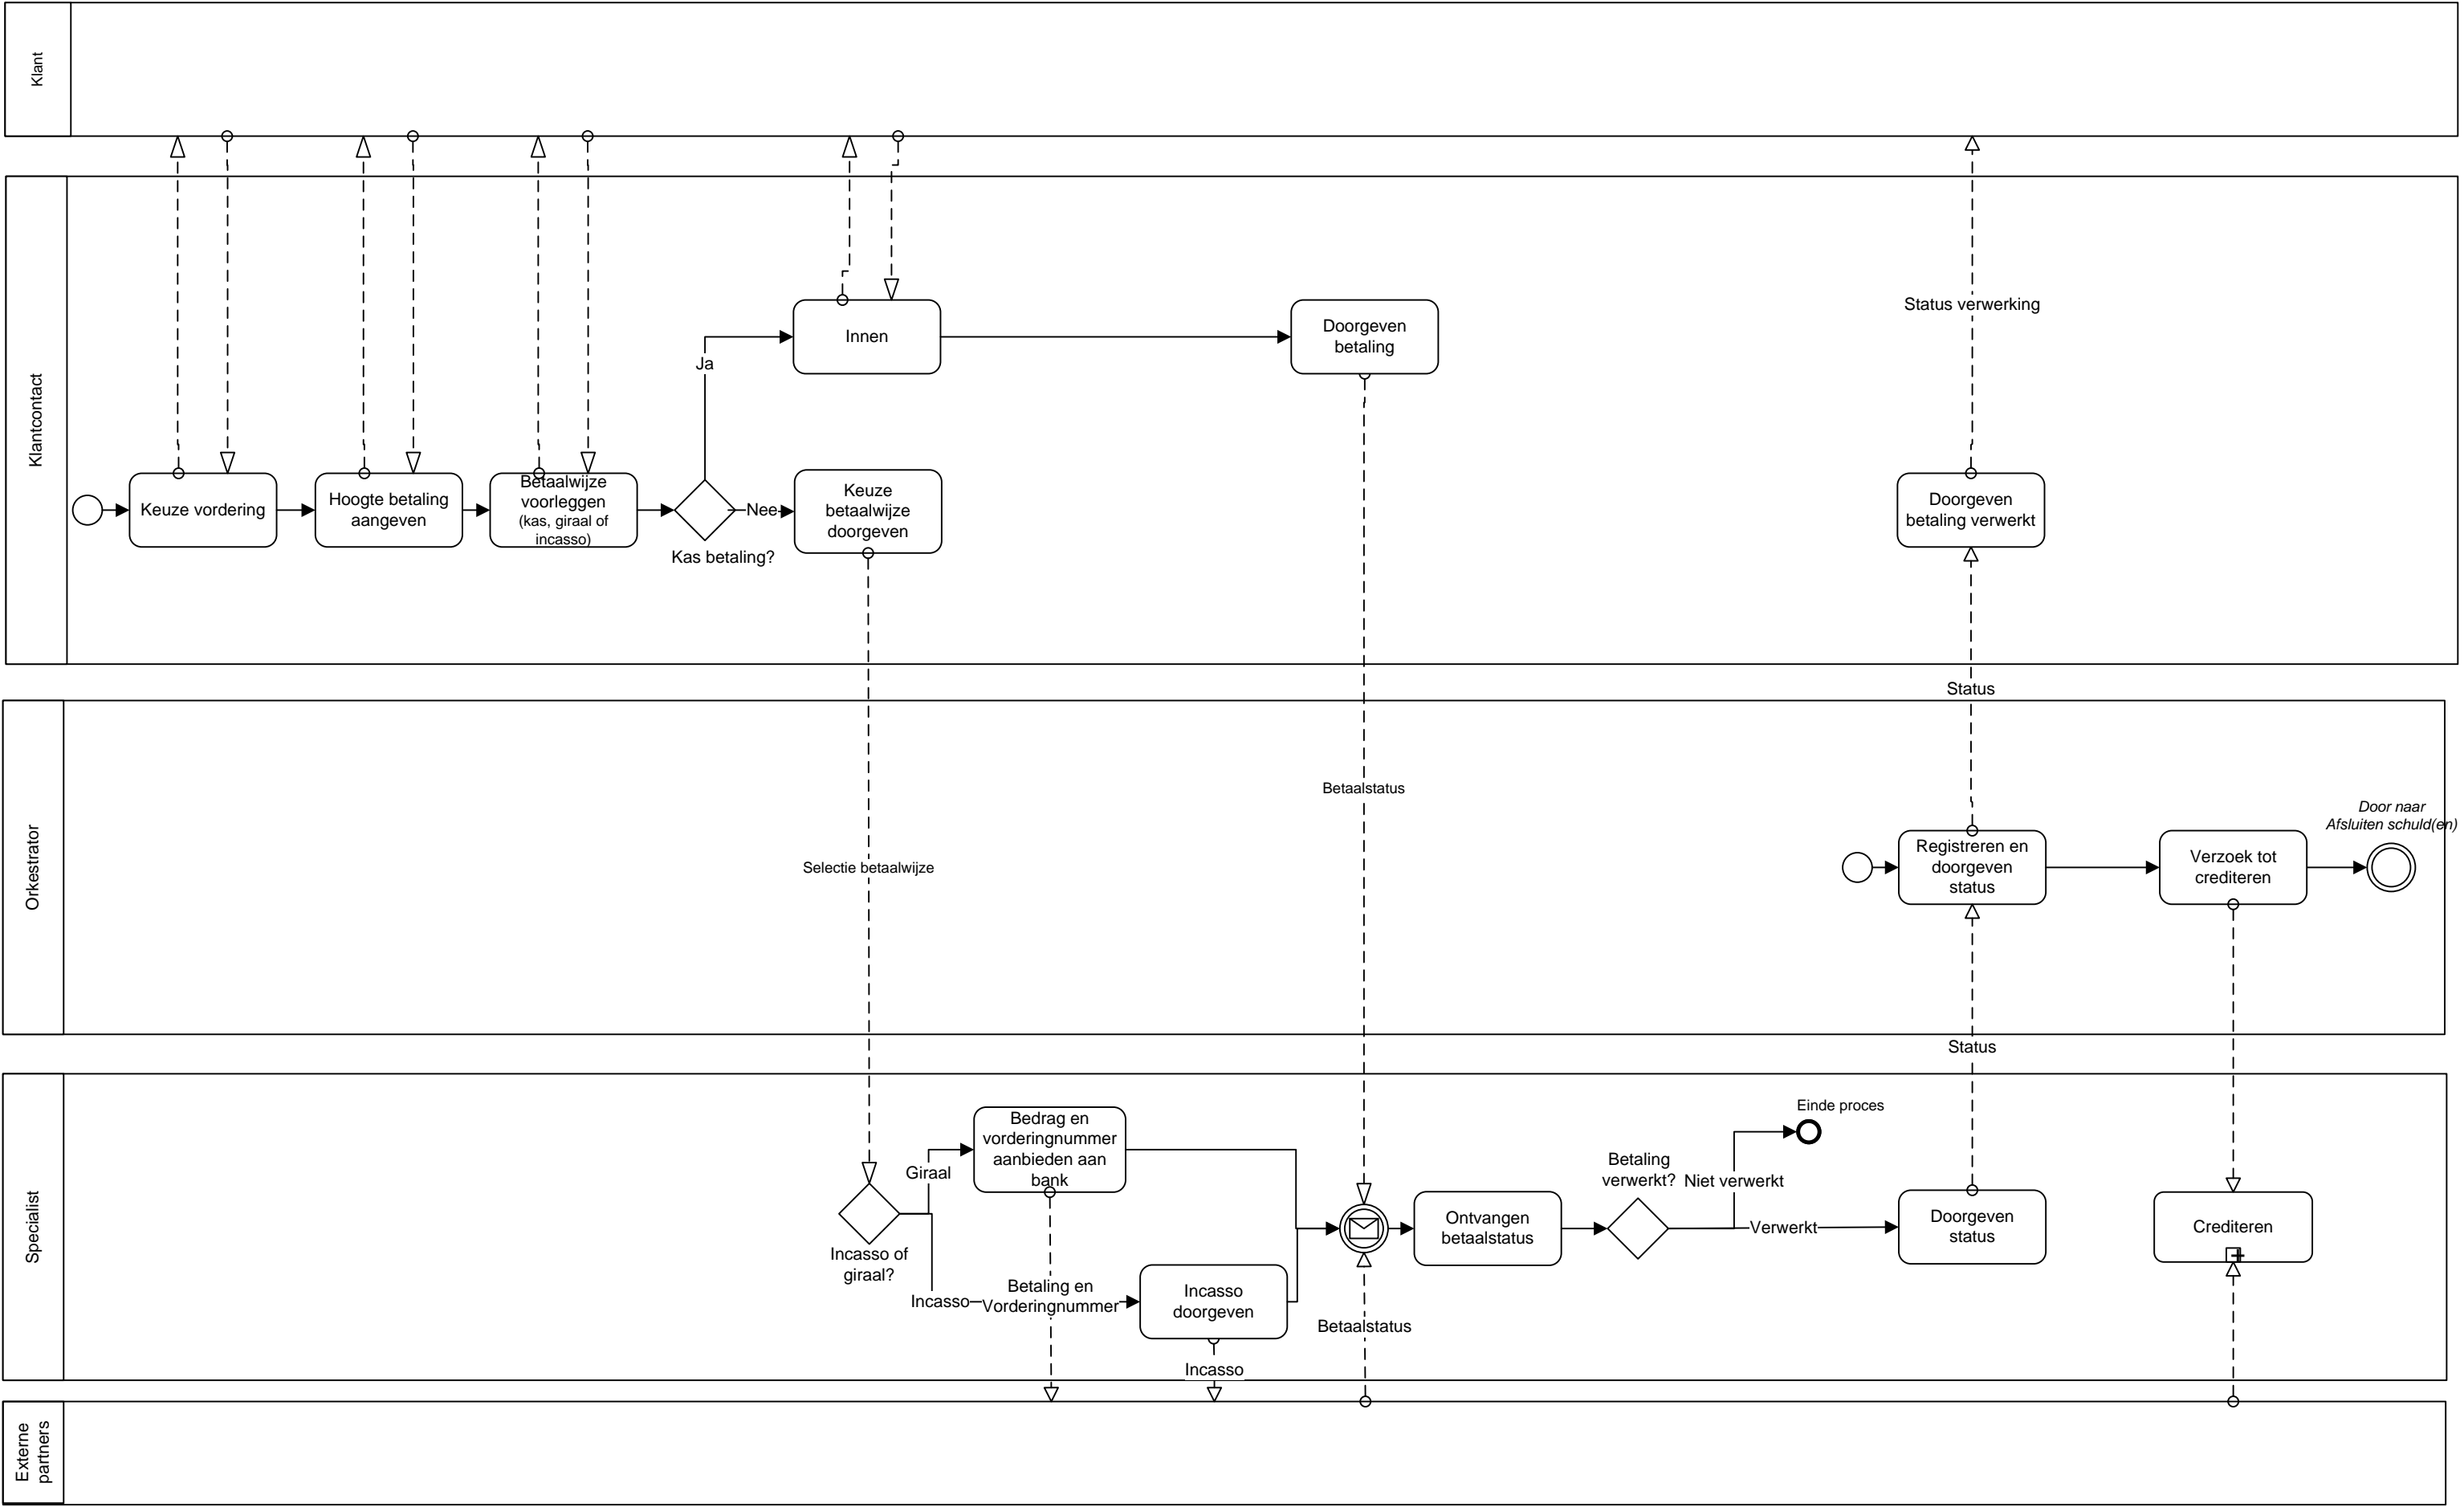 Klant
Klantcontact
Keuze vordering
Hoogte betaling
aangeven
Betaalwijze
voorleggen
(kas, giraal of
incasso)
Kas betaling?
Ja
Nee
Innen
Keuze
betaalwijze
doorgeven
Doorgeven
betaling
Status verwerking
Doorgeven
betaling verwerkt
Status
Orkestrator
Selectie betaalwijze
Betaalstatus
Registreren en
doorgeven
status
Verzoek tot
crediteren
Door naar
Afsluiten schuld(en)
Status
Specialist
Incasso of
giraal?
Giraal
Incasso
Bedrag en
vorderingnummer
aanbieden aan
bank
Betaling en
Vorderingnummer
Incasso
doorgeven
Incasso
Betaalstatus
Ontvangen
betaalstatus
Betaling
verwerkt?
Niet verwerkt
Einde proces
Verwerkt
Doorgeven
status
Crediteren
Externe
partners